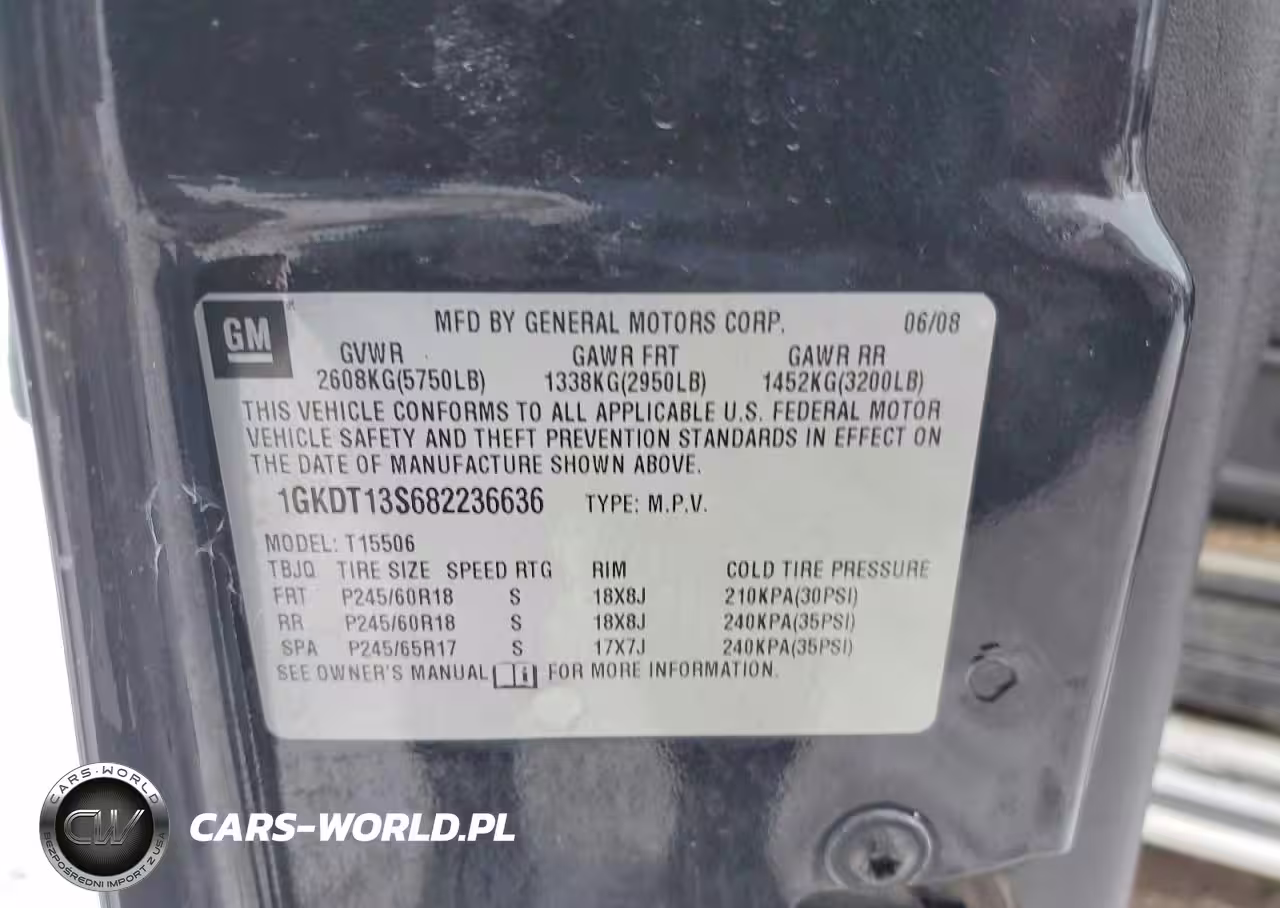 GM
MFD BY GENERAL MOTORS CORP. 06/08
GVWR GAWR FRT GAWR RR
2608KG(5750LB) 1338KG(2950LB) 1452KG(3200LB)
THIS VEHICLE CONFORMS TO ALL APPLICABLE U.S. FEDERAL MOTOR
VEHICLE SAFETY AND THEFT PREVENTION STANDARDS IN EFFECT ON
THE DATE OF MANUFACTURE SHOWN ABOVE.
1GKDT13S682236636 TYPE: M.P.V.
MODEL: T15506
TBJQ TIRE SIZE SPEED RTG RIM COLD TIRE PRESSURE
FRT P245/60R18 S 18X8J 210KPA(30PSI)
RR P245/60R18 S 18X8J 240KPA(35PSI)
SPA P245/65R17 S 17X7J 240KPA(35PSI)
SEE OWNER'S MANUAL FOR MORE INFORMATION.
CARS-WORLD
CW
BEZPOŚREDNI IMPORT Z USA
CARS-WORLD.PL